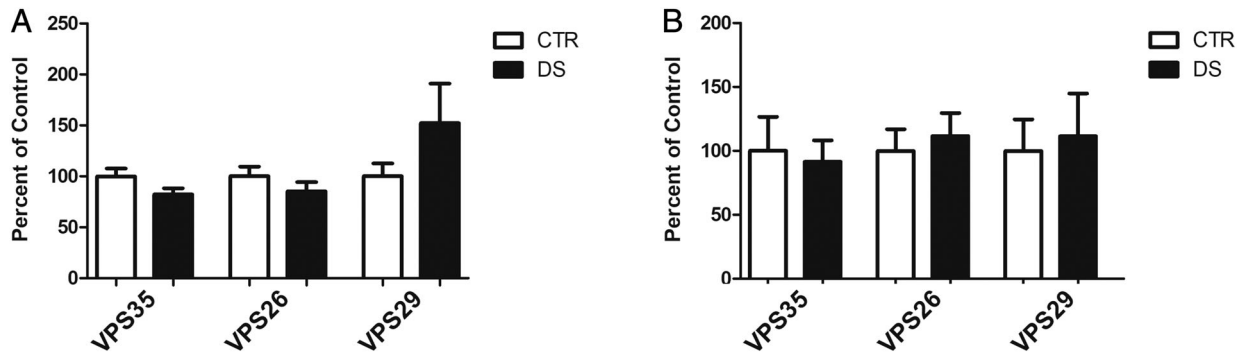 A
Percent of Control
250
200
150
100
50
0
VPS35
VPS26
VPS29
CTR
DS
B
Percent of Control
200
150
100
50
0
VPS35
VPS26
VPS29
CTR
DS